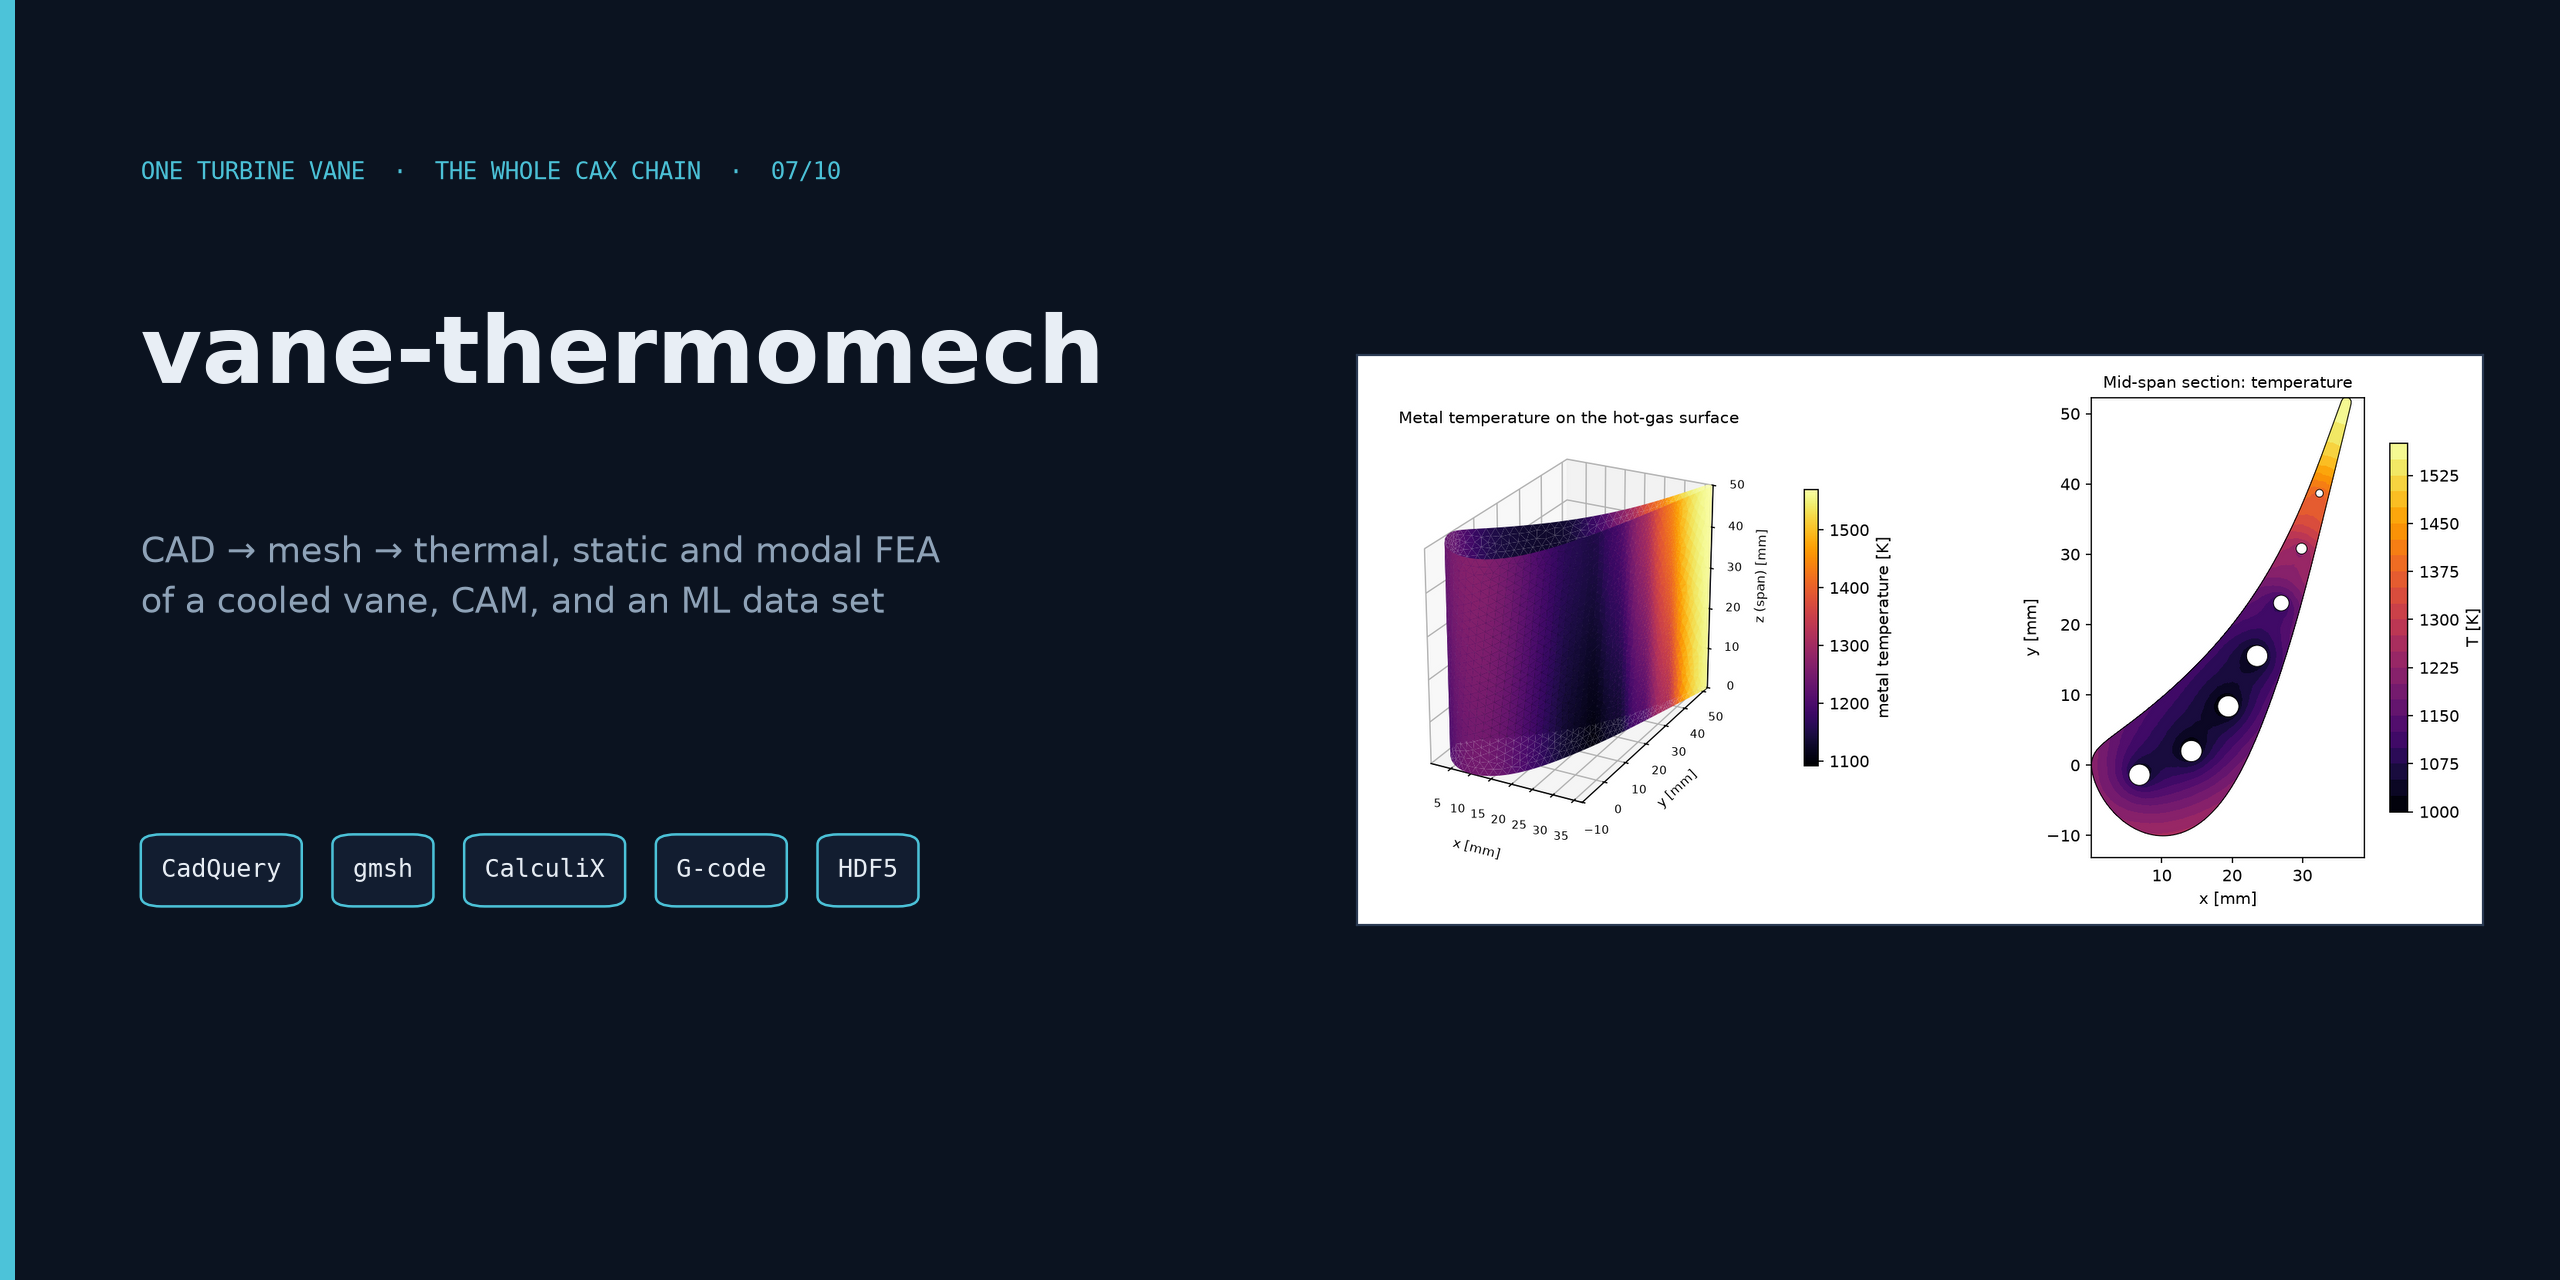 ONE TURBINE VANE · THE WHOLE CAX CHAIN · 07/10
vane-thermomech
CAD → mesh → thermal, static and modal FEA
of a cooled vane, CAM, and an ML data set
CadQuery
gmsh
CalculiX
G-code
HDF5
Metal temperature on the hot-gas surface
50
40
30
20
10
0
z (span) [mm]
50
40
30
20
10
0
−10
y [mm]
5 10 15 20 25 30 35
x [mm]
1500
1400
1300
1200
1100
metal temperature [K]
Mid-span section: temperature
50
40
30
20
10
0
−10
y [mm]
10 20 30
x [mm]
1525
1450
1375
1300
1225
1150
1075
1000
T [K]